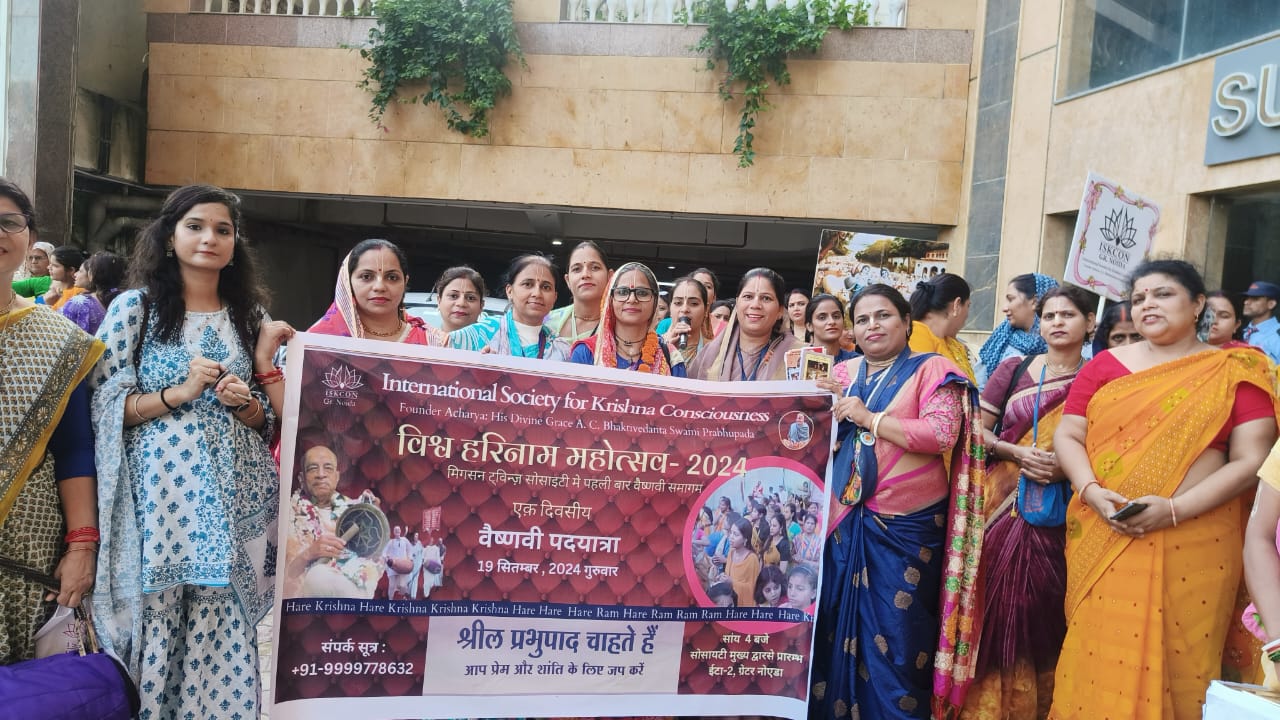 SU
ISKCON
GR. NOIDA
ISKCON
Gr. Noida
International Society for Krishna Consciousness
Founder Acharya: His Divine Grace A. C. Bhaktivedanta Swami Prabhupada
विश्व हरिनाम महोत्सव- 2024
मिगसन ट्विन्ज़ सोसाइटी मे पहली बार वैष्णवी समागम
एक दिवसीय
वैष्णवी पदयात्रा
19 सितम्बर , 2024 गुरुवार
Hare Krishna Hare Krishna Krishna Krishna Hare Hare Hare Ram Hare Ram Ram Ram Hare Hare Hare Kr
संपर्क सूत्र :
+91-9999778632
श्रील प्रभुपाद चाहते हैं
आप प्रेम और शांति के लिए जप करें
सांय 4 बजे
सोसायटी मुख्य द्वारसे प्रारम्भ
ईटा-2, ग्रेटर नोएडा